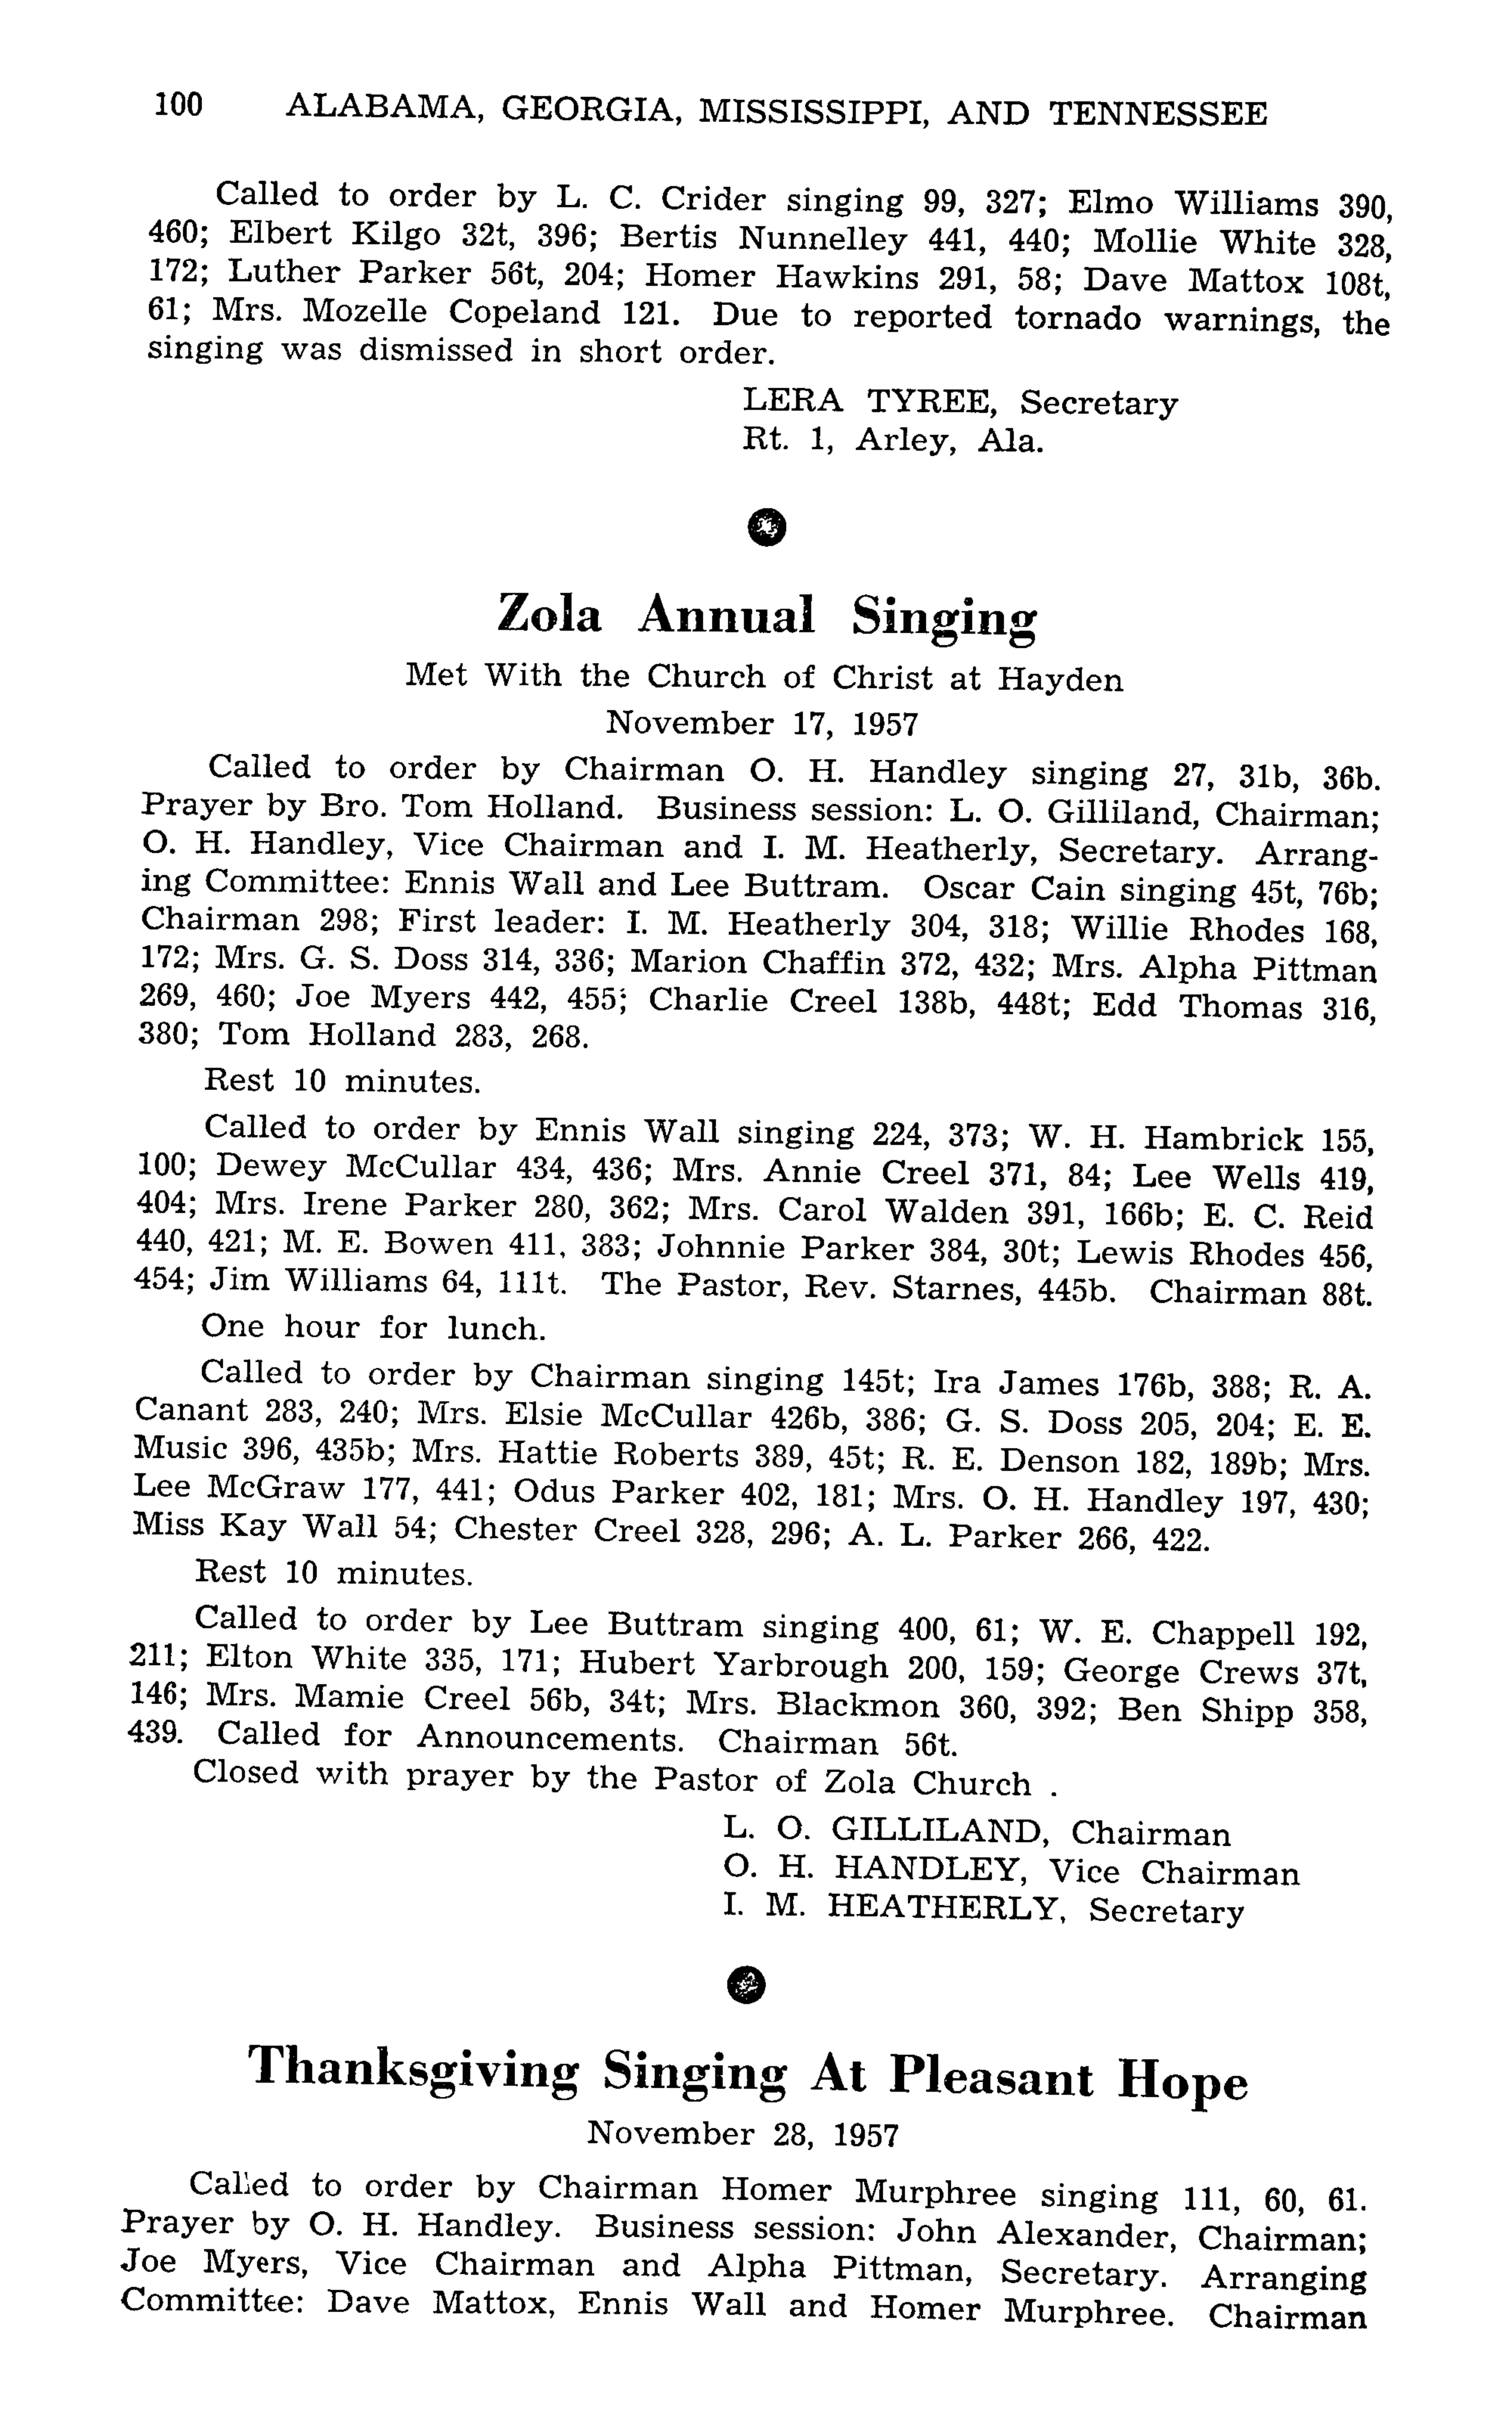 100 ALABAMA, GEORGIA, MISSISSIPPI, AND TENNESSEE
Called to order by L. C. Crider singing 99, 327; Elmo Williams 390,
460; Elbert Kilgo 32t, 396; Bertis Nunnelley 441, 440; Mollie White 328,
172; Luther Parker 56t, 204; Homer Hawkins 291, 58; Dave Mattox 108t,
61; Mrs. Mozelle Copeland 121. Due to reported tornado warnings, the
singing was dismissed in short order.
LERA TYREE, Secretary
Rt. 1, Arley, Ala.
Zola Annual Singing
Met With the Church of Christ at Hayden
November 17, 1957
Called to order by Chairman O. H. Handley singing 27, 31b, 36b.
Prayer by Bro. Tom Holland. Business session: L. O. Gilliland, Chairman;
O. H. Handley, Vice Chairman and I. M. Heatherly, Secretary. Arrang-
ing Committee: Ennis Wall and Lee Buttram. Oscar Cain singing 45t, 76b;
Chairman 298; First leader: I. M. Heatherly 304, 318; Willie Rhodes 168,
172; Mrs. G. S. Doss 314, 336; Marion Chaffin 372, 432; Mrs. Alpha Pittman
269, 460; Joe Myers 442, 455; Charlie Creel 138b, 448t; Edd Thomas 316,
380; Tom Holland 283, 268.
Rest 10 minutes.
Called to order by Ennis Wall singing 224, 373; W. H. Hambrick 155,
100; Dewey McCullar 434, 436; Mrs. Annie Creel 371, 84; Lee Wells 419,
404; Mrs. Irene Parker 280, 362; Mrs. Carol Walden 391, 166b; E. C. Reid
440, 421; M. E. Bowen 411, 383; Johnnie Parker 384, 30t; Lewis Rhodes 456,
454; Jim Williams 64, 111t. The Pastor, Rev. Starnes, 445b. Chairman 88t.
One hour for lunch.
Called to order by Chairman singing 145t; Ira James 176b, 388; R. A.
Canant 283, 240; Mrs. Elsie McCullar 426b, 386; G. S. Doss 205, 204; E. E.
Music 396, 435b; Mrs. Hattie Roberts 389, 45t; R. E. Denson 182, 189b; Mrs.
Lee McGraw 177, 441; Odus Parker 402, 181; Mrs. O. H. Handley 197, 430;
Miss Kay Wall 54; Chester Creel 328, 296; A. L. Parker 266, 422.
Rest 10 minutes.
Called to order by Lee Buttram singing 400, 61; W. E. Chappell 192,
211; Elton White 335, 171; Hubert Yarbrough 200, 159; George Crews 37t,
146; Mrs. Mamie Creel 56b, 34t; Mrs. Blackmon 360, 392; Ben Shipp 358,
439. Called for Announcements. Chairman 56t.
Closed with prayer by the Pastor of Zola Church .
L. O. GILLILAND, Chairman
O. H. HANDLEY, Vice Chairman
I. M. HEATHERLY, Secretary
Thanksgiving Singing At Pleasant Hope
November 28, 1957
Called to order by Chairman Homer Murphree singing 111, 60, 61.
Prayer by O. H. Handley. Business session: John Alexander, Chairman;
Joe Myers, Vice Chairman and Alpha Pittman, Secretary. Arranging
Committee: Dave Mattox, Ennis Wall and Homer Murphree. Chairman